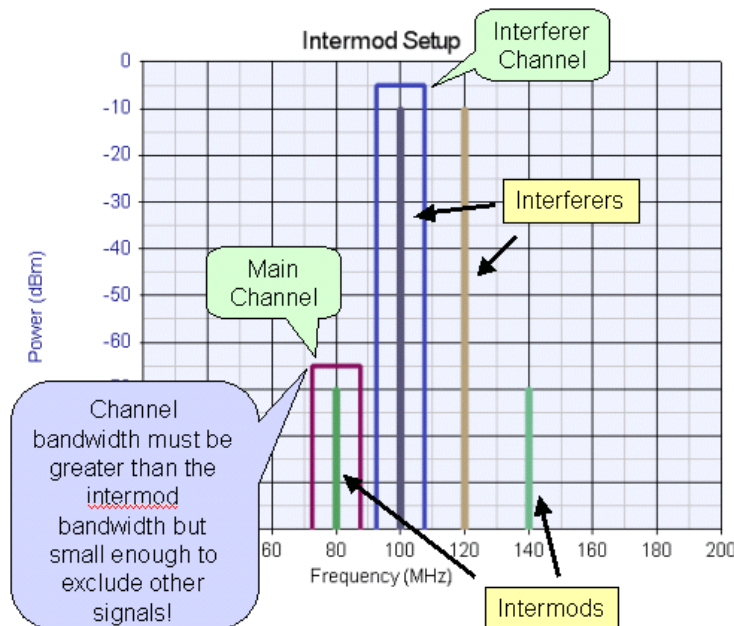 Intermod Setup
Interferer
Channel
0
-10
-20
-30
-40
-50
-60
Power (dBm)
Interferers
Main
Channel
Channel
bandwidth must be
greater than the
intermod
bandwidth but
small enough to
exclude other
signals!
60
80
100
120
140
160
180
200
Frequency (MHz)
Intermods